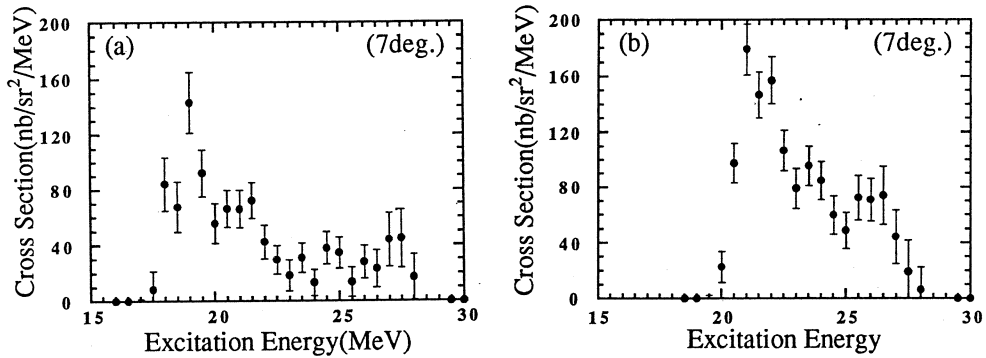 200
160
120
80
40
0
Cross Section(nb/sr²/MeV)
(a)
(7deg.)
15
20
25
30
Excitation Energy(MeV)
200
160
120
80
40
0
Cross Section(nb/sr²/MeV)
(b)
(7deg.)
15
20
25
30
Excitation Energy